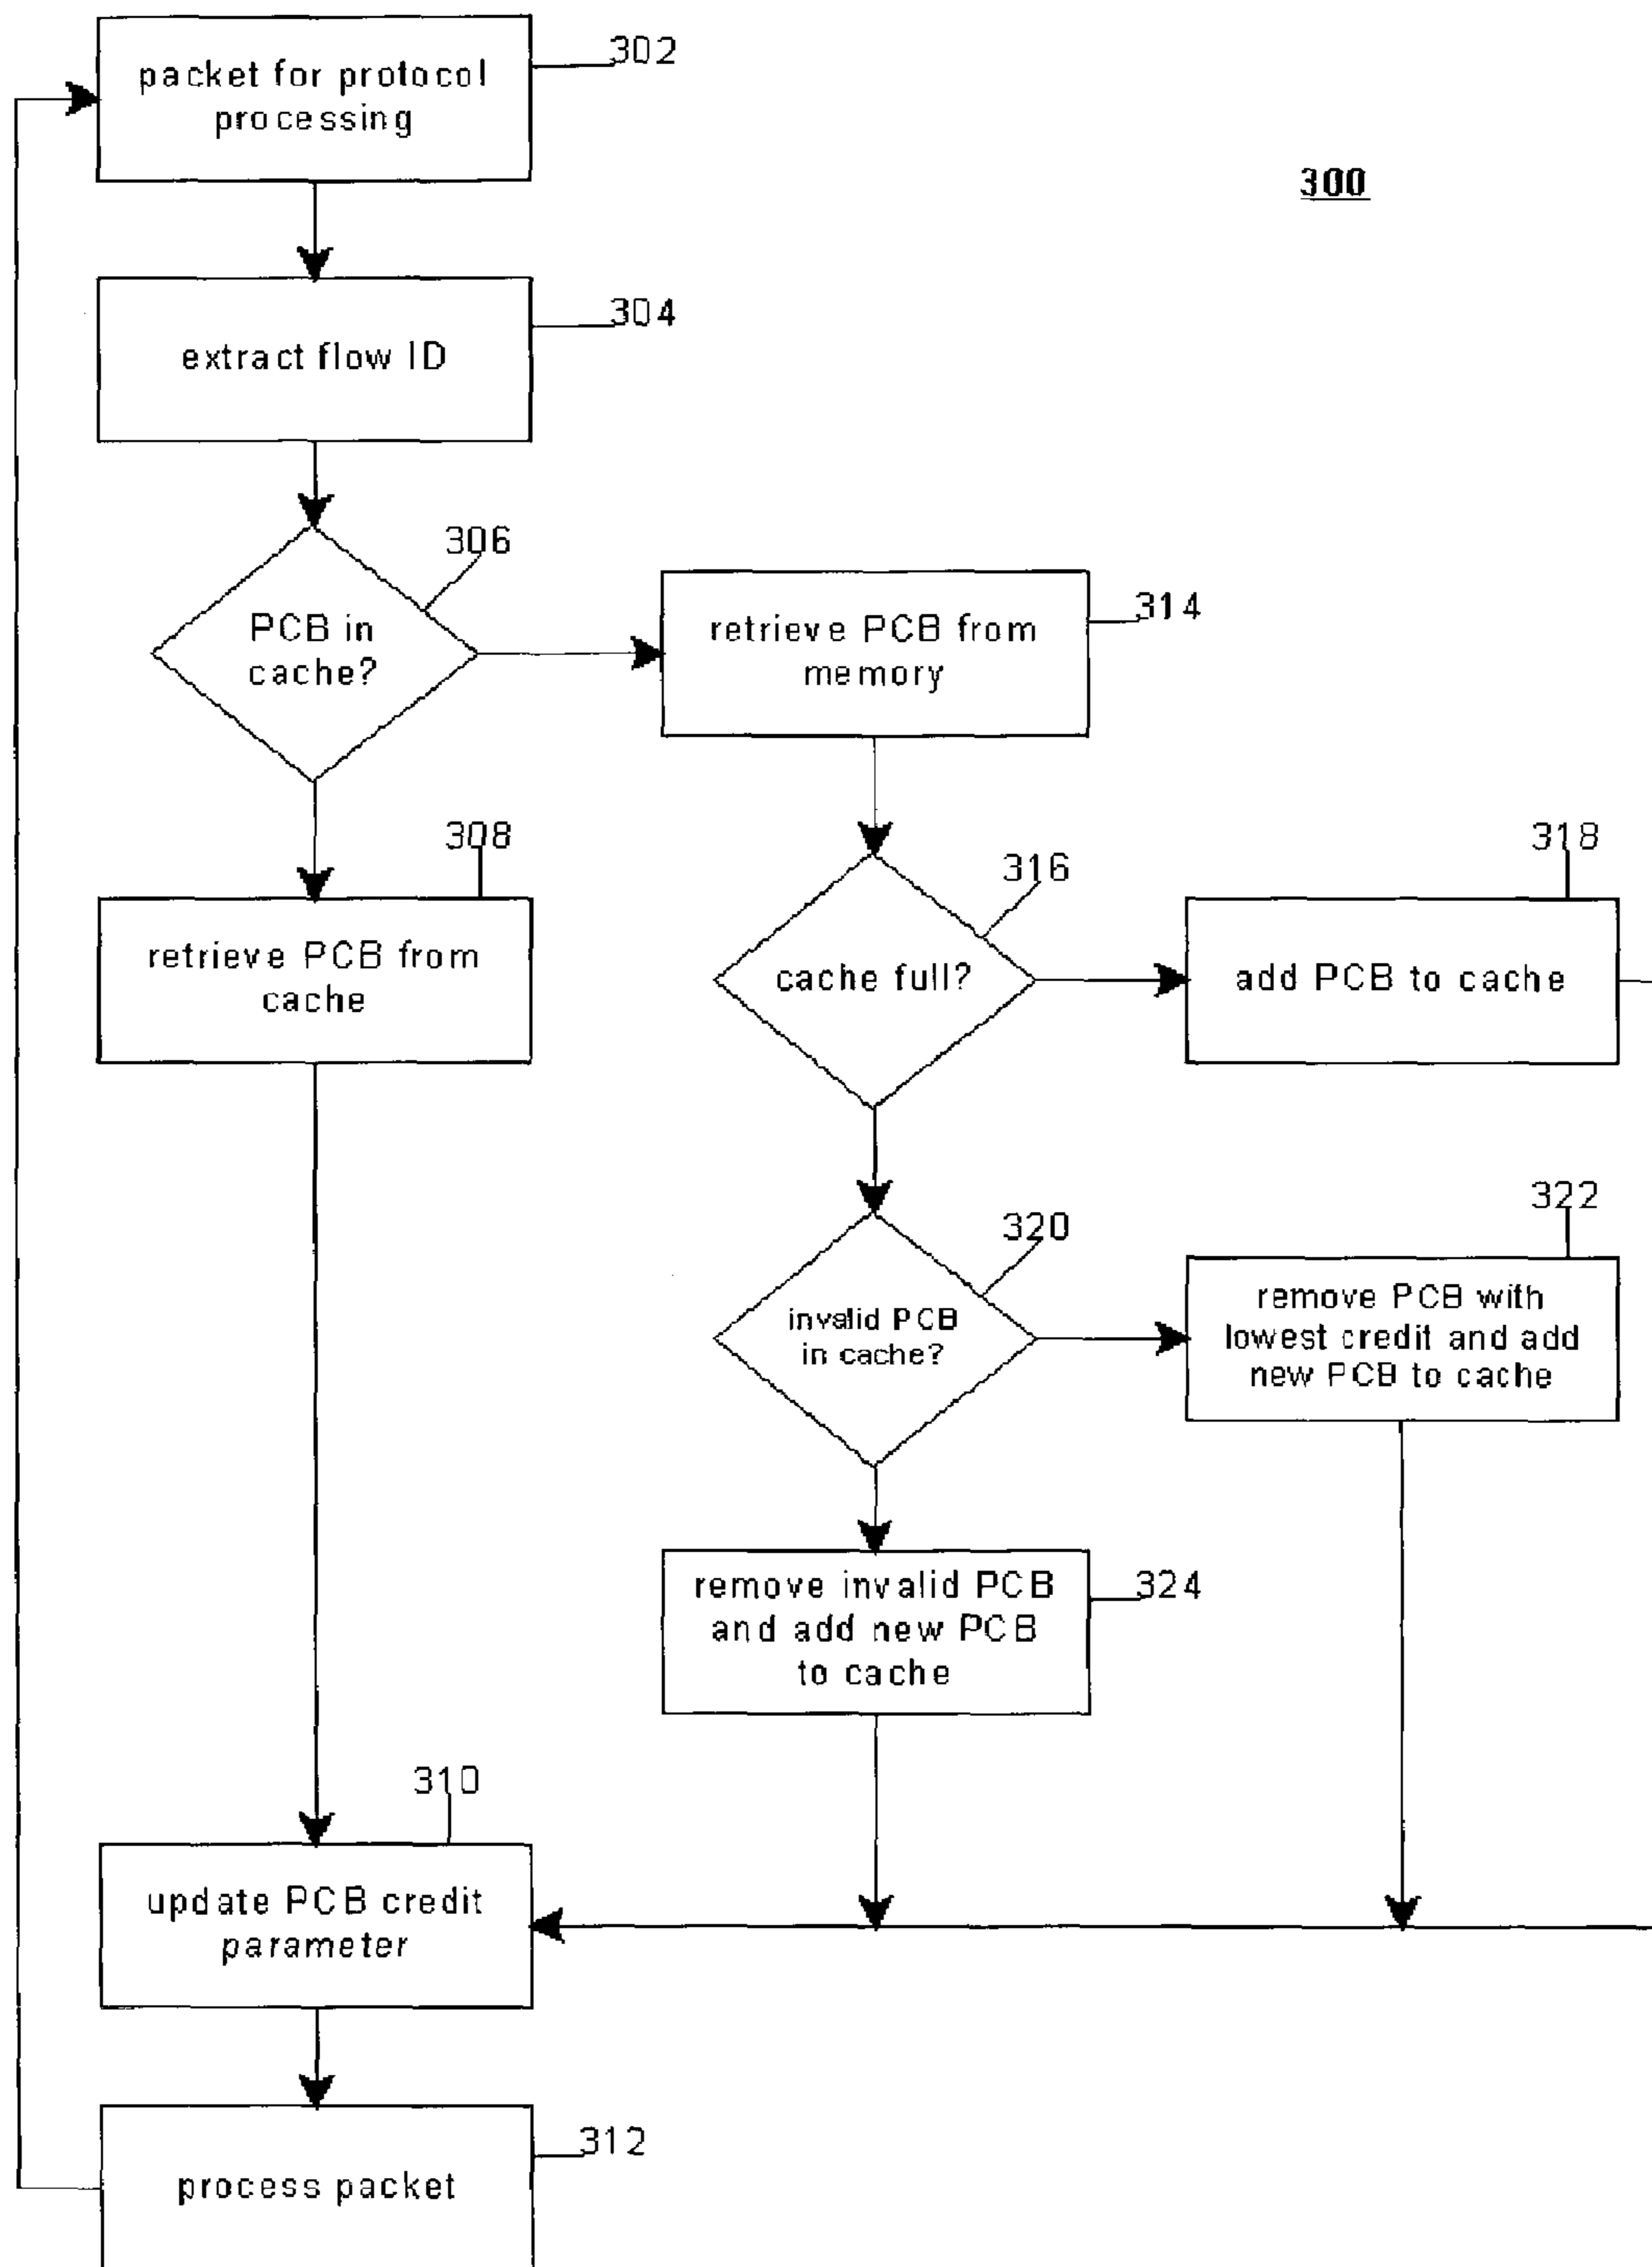 302
packet for protocol
processing
300
304
extract flow ID
306
PCB in
cache?
314
retrieve PCB from
memory
308
retrieve PCB from
cache
316
cache full?
318
add PCB to cache
320
invalid PCB
in cache?
322
remove PCB with
lowest credit and add
new PCB to cache
324
remove invalid PCB
and add new PCB
to cache
310
update PCB credit
parameter
312
process packet